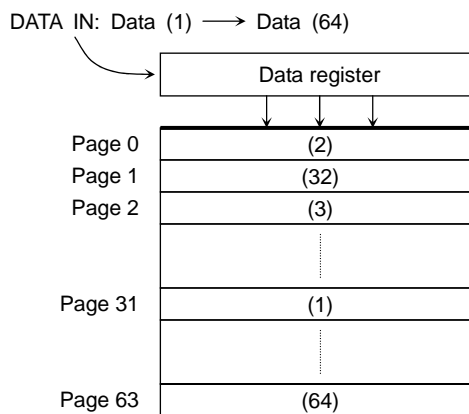 DATA IN: Data (1) → Data (64)
Data register
Page 0 (2)
Page 1 (32)
Page 2 (3)
Page 31 (1)
Page 63 (64)